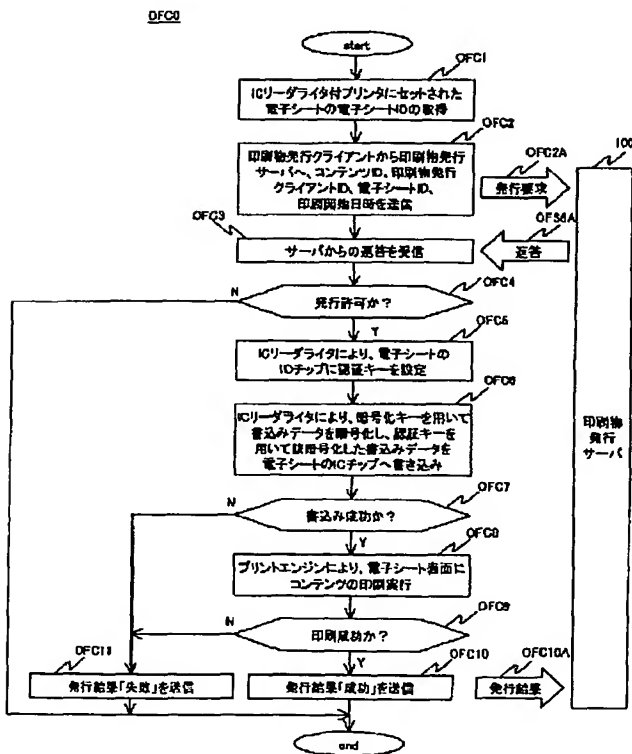 OFC0
start
OFC1
ICリーダライタ付プリンタにセットされた
電子シートの電子シートIDの取得
OFC2
印刷物発行クライアントから印刷物発行
サーバへ、コンテンツID、印刷物発行
クライアントID、電子シートID、
印刷開始日時を送信
OFC2A
発行要求
100
OFC3
サーバからの返答を受信
OFS6A
返答
OFC4
N
発行許可か？
Y
OFC5
ICリーダライタにより、電子シートの
ICチップに認証キーを設定
OFC6
ICリーダライタにより、暗号化キーを用いて
書込みデータを暗号化し、認証キーを
用いて該暗号化した書込みデータを
電子シートのICチップへ書き込み
印刷物
発行
サーバ
OFC7
N
書込み成功か？
Y
OFC8
プリントエンジンにより、電子シート表面に
コンテンツの印刷実行
OFC9
N
印刷成功か？
Y
OFC11
発行結果「失敗」を送信
OFC10
発行結果「成功」を送信
OFC10A
発行結果
end